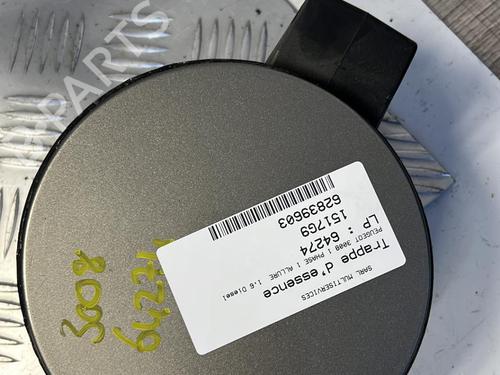 SARL MULTISERVICES
Trappe d'essence
PEUGEOT 3008 1 PHASE 1 ALLURE 1.6 Diesel
LP : 64274
1517G9
62839603
3008
64274
B-PARTS